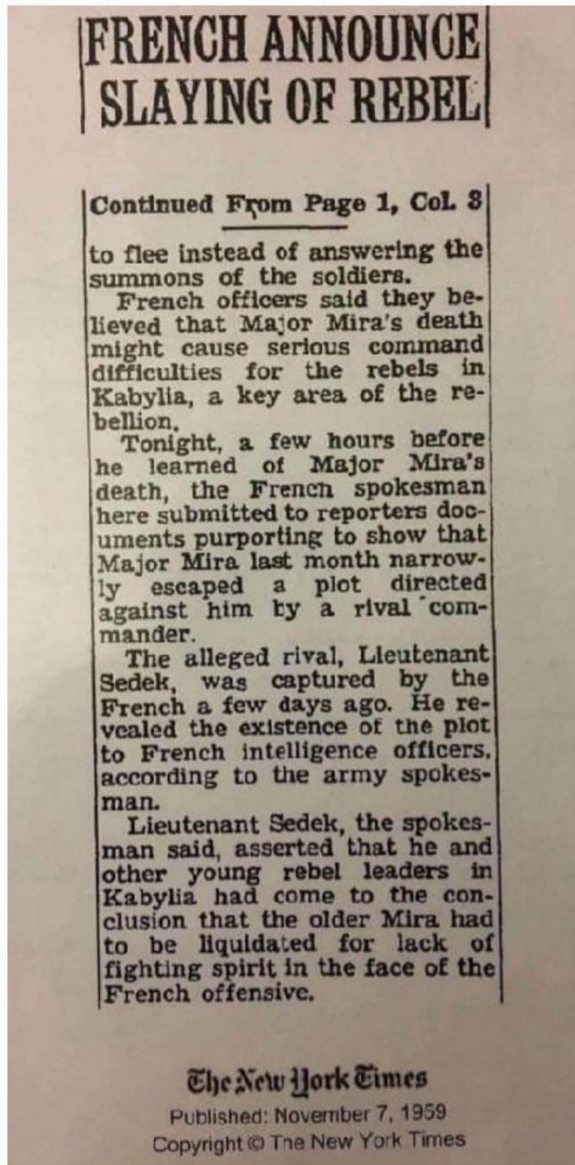 FRENCH ANNOUNCE
SLAYING OF REBEL
Continued From Page 1, Col. 3
to flee instead of answering the
summons of the soldiers.
French officers said they be-
lieved that Major Mira's death
might cause serious command
difficulties for the rebels in
Kabylia, a key area of the re-
bellion.
Tonight, a few hours before
he learned of Major Mira's
death, the French spokesman
here submitted to reporters doc-
uments purporting to show that
Major Mira last month narrow-
ly escaped a plot directed
against him by a rival com-
mander.
The alleged rival, Lieutenant
Sedek, was captured by the
French a few days ago. He re-
vealed the existence of the plot
to French intelligence officers,
according to the army spokes-
man.
Lieutenant Sedek, the spokes-
man said, asserted that he and
other young rebel leaders in
Kabylia had come to the con-
clusion that the older Mira had
to be liquidated for lack of
fighting spirit in the face of the
French offensive.
The New York Times
Published: November 7, 1959
Copyright © The New York Times